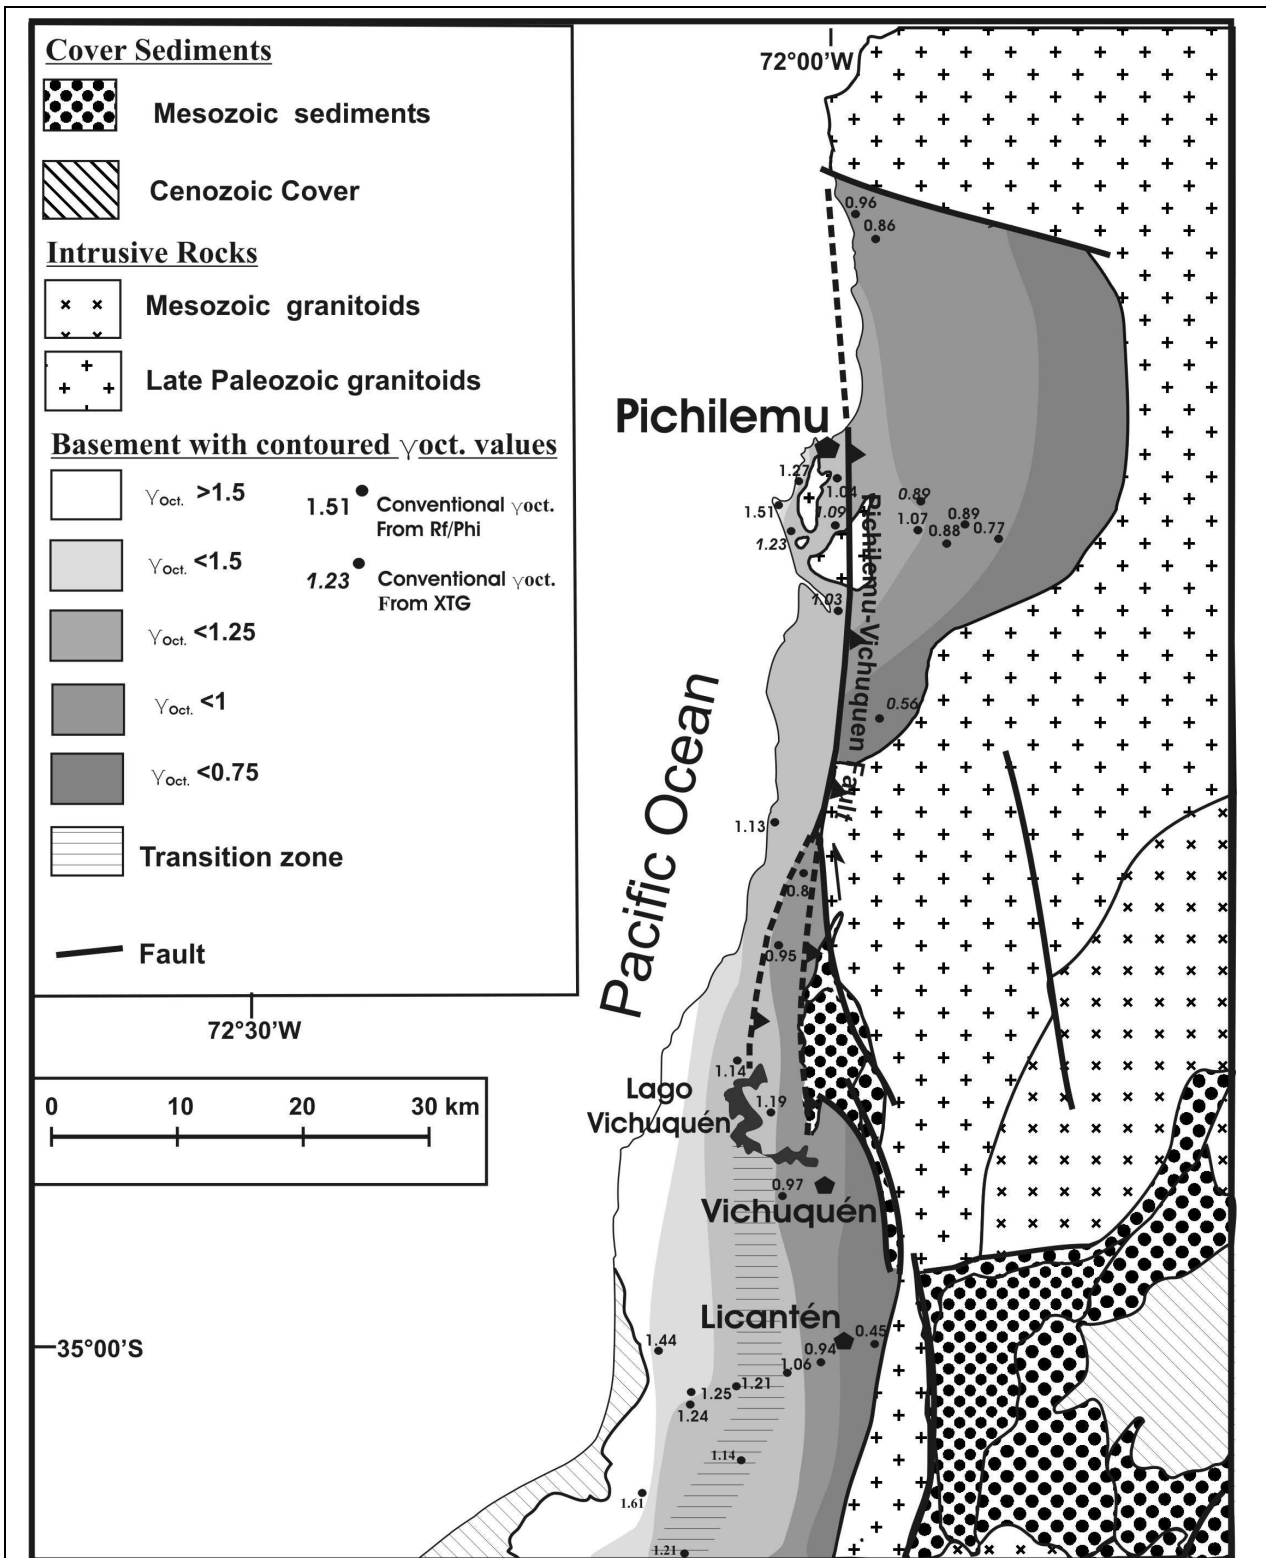 Cover Sediments
Mesozoic sediments
Cenozoic Cover
Intrusive Rocks
Mesozoic granitoids
Late Paleozoic granitoids
Basement with contoured γoct. values
γOct. >1.5
1.51 Conventional γoct.
From Rf/Phi
γOct. <1.5
1.23 Conventional γoct.
From XTG
γOct. <1.25
γOct. <1
γOct. <0.75
Transition zone
Fault
72°30'W
0 10 20 30 km
35°00'S
72°00'W
0.96
0.86
Pichilemu
1.27
1.04
1.51
1.09
1.23
0.89
1.07
0.89
0.88
0.77
1.03
Pichilemu-Vichuquen Fault
0.56
Pacific Ocean
1.13
0.8
0.95
1.14
Lago
Vichuquén
1.19
0.97
Vichuquén
Licantén
0.45
1.44
0.94
1.06
1.21
1.25
1.24
1.14
1.61
1.21